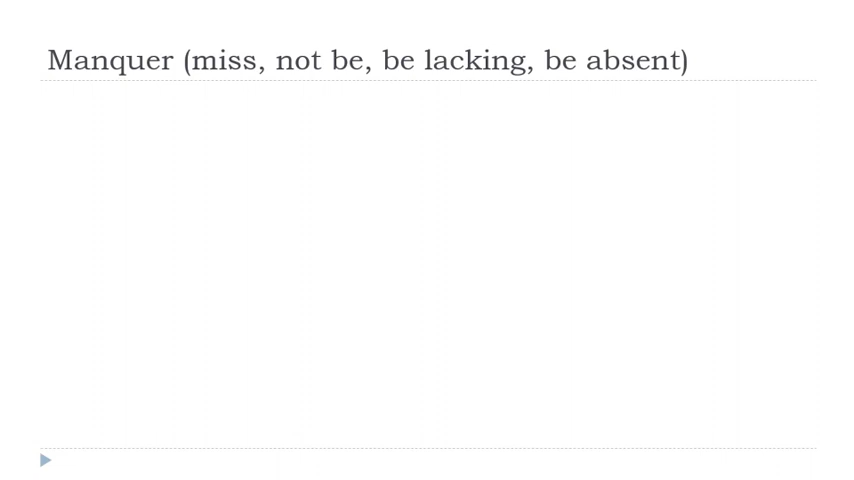 Manquer (miss, not be, be lacking, be absent)